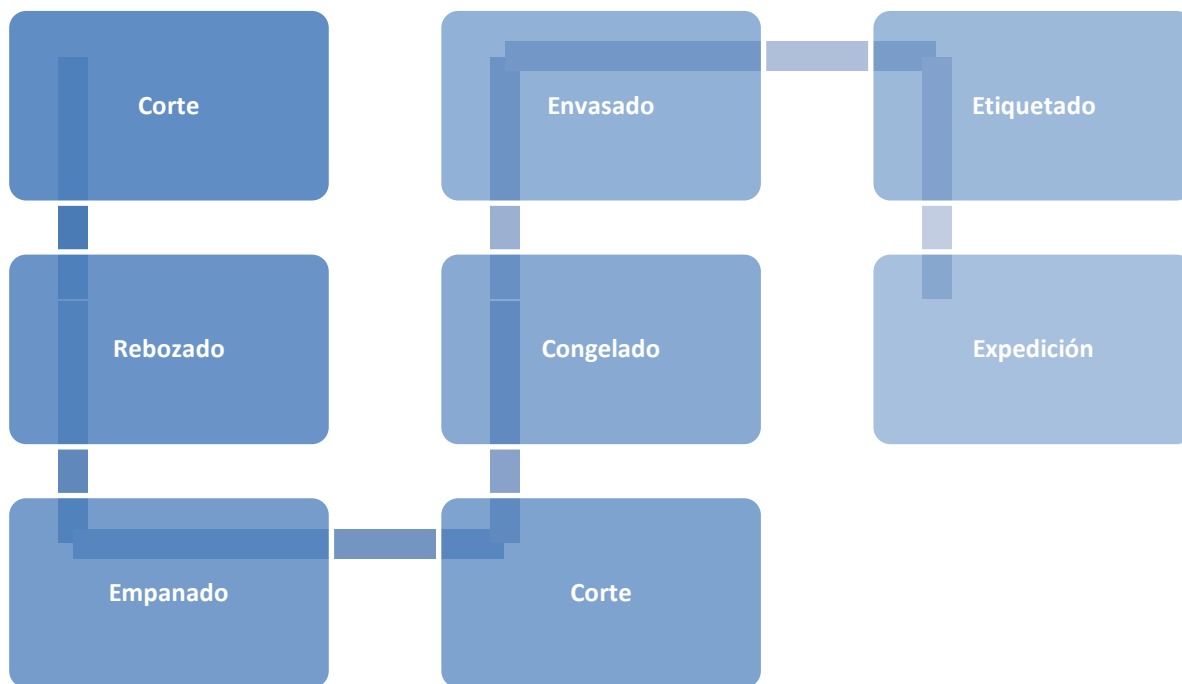 Corte
Rebozado
Empanado
Corte
Congelado
Envasado
Etiquetado
Expedición